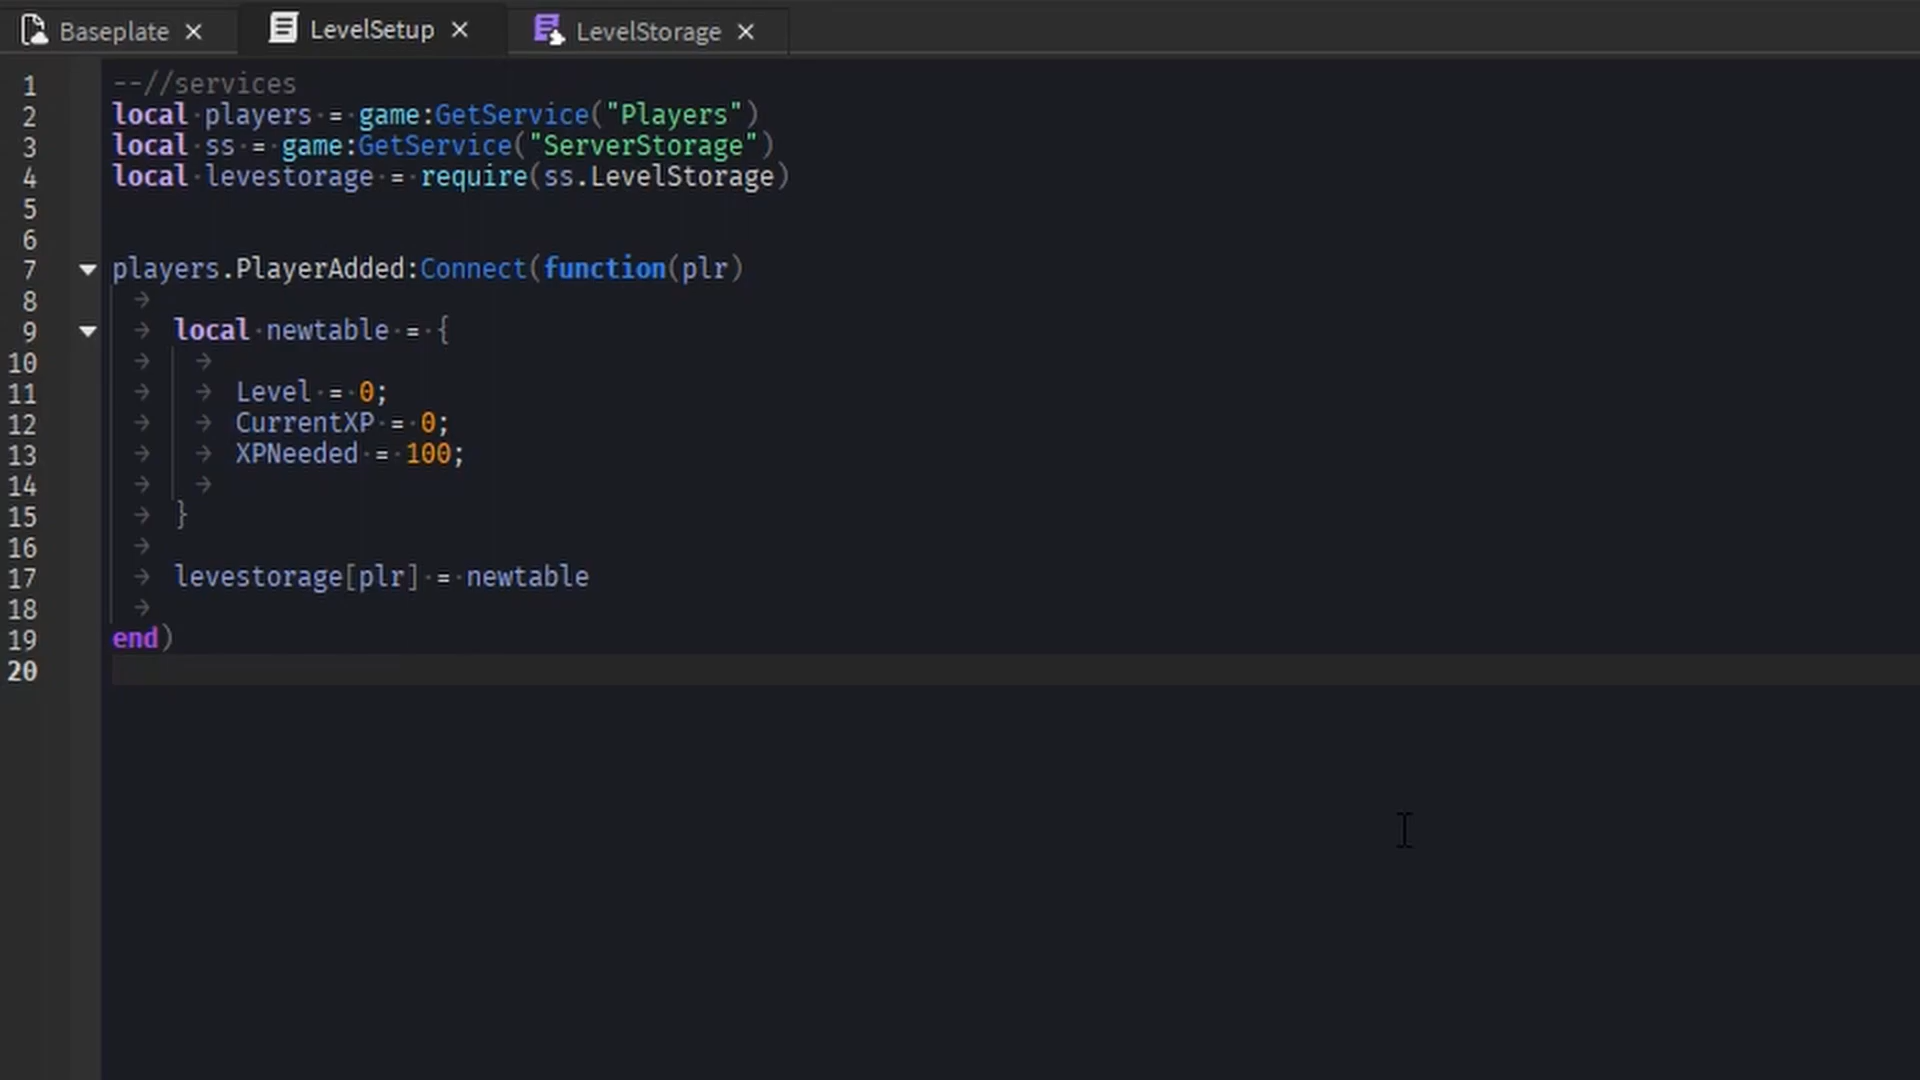 Baseplate LevelSetup LevelStorage
1 --//services
2 local players = game:GetService("Players")
3 local ss = game:GetService("ServerStorage")
4 local levestorage = require(ss.LevelStorage)
5
6
7 players.PlayerAdded:Connect(function(plr)
8
9 local newtable = {
10
11 Level = 0;
12 CurrentXP = 0;
13 XPNeeded = 100;
14
15 }
16
17 levestorage[plr] = newtable
18
19 end)
20